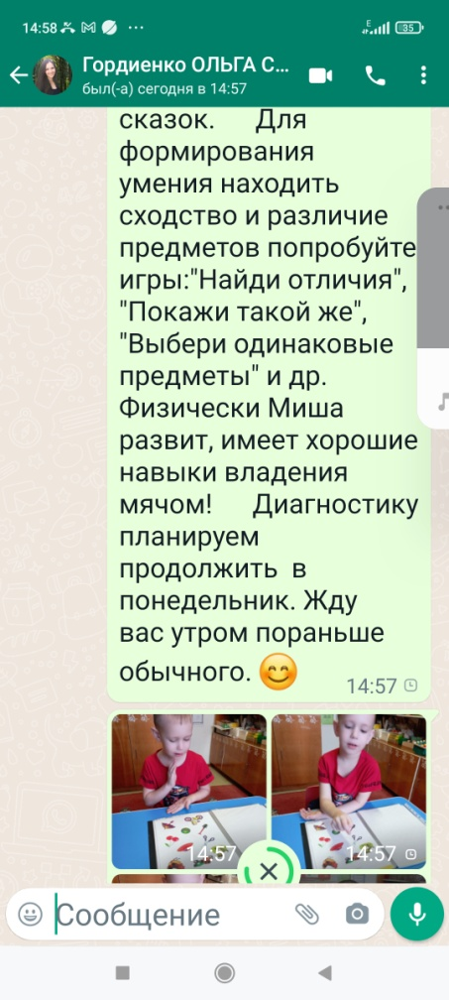 14:58
E
35
Гордиенко ОЛЬГА С...
был(-а) сегодня в 14:57
сказок. Для
формирования
умения находить
сходство и различие
предметов попробуйте
игры:"Найди отличия",
"Покажи такой же",
"Выбери одинаковые
предметы" и др.
Физически Миша
развит, имеет хорошие
навыки владения
мячом! Диагностику
планируем
продолжить в
понедельник. Жду
вас утром пораньше
обычного. 😊
14:57
14:57
14:57
Сообщение